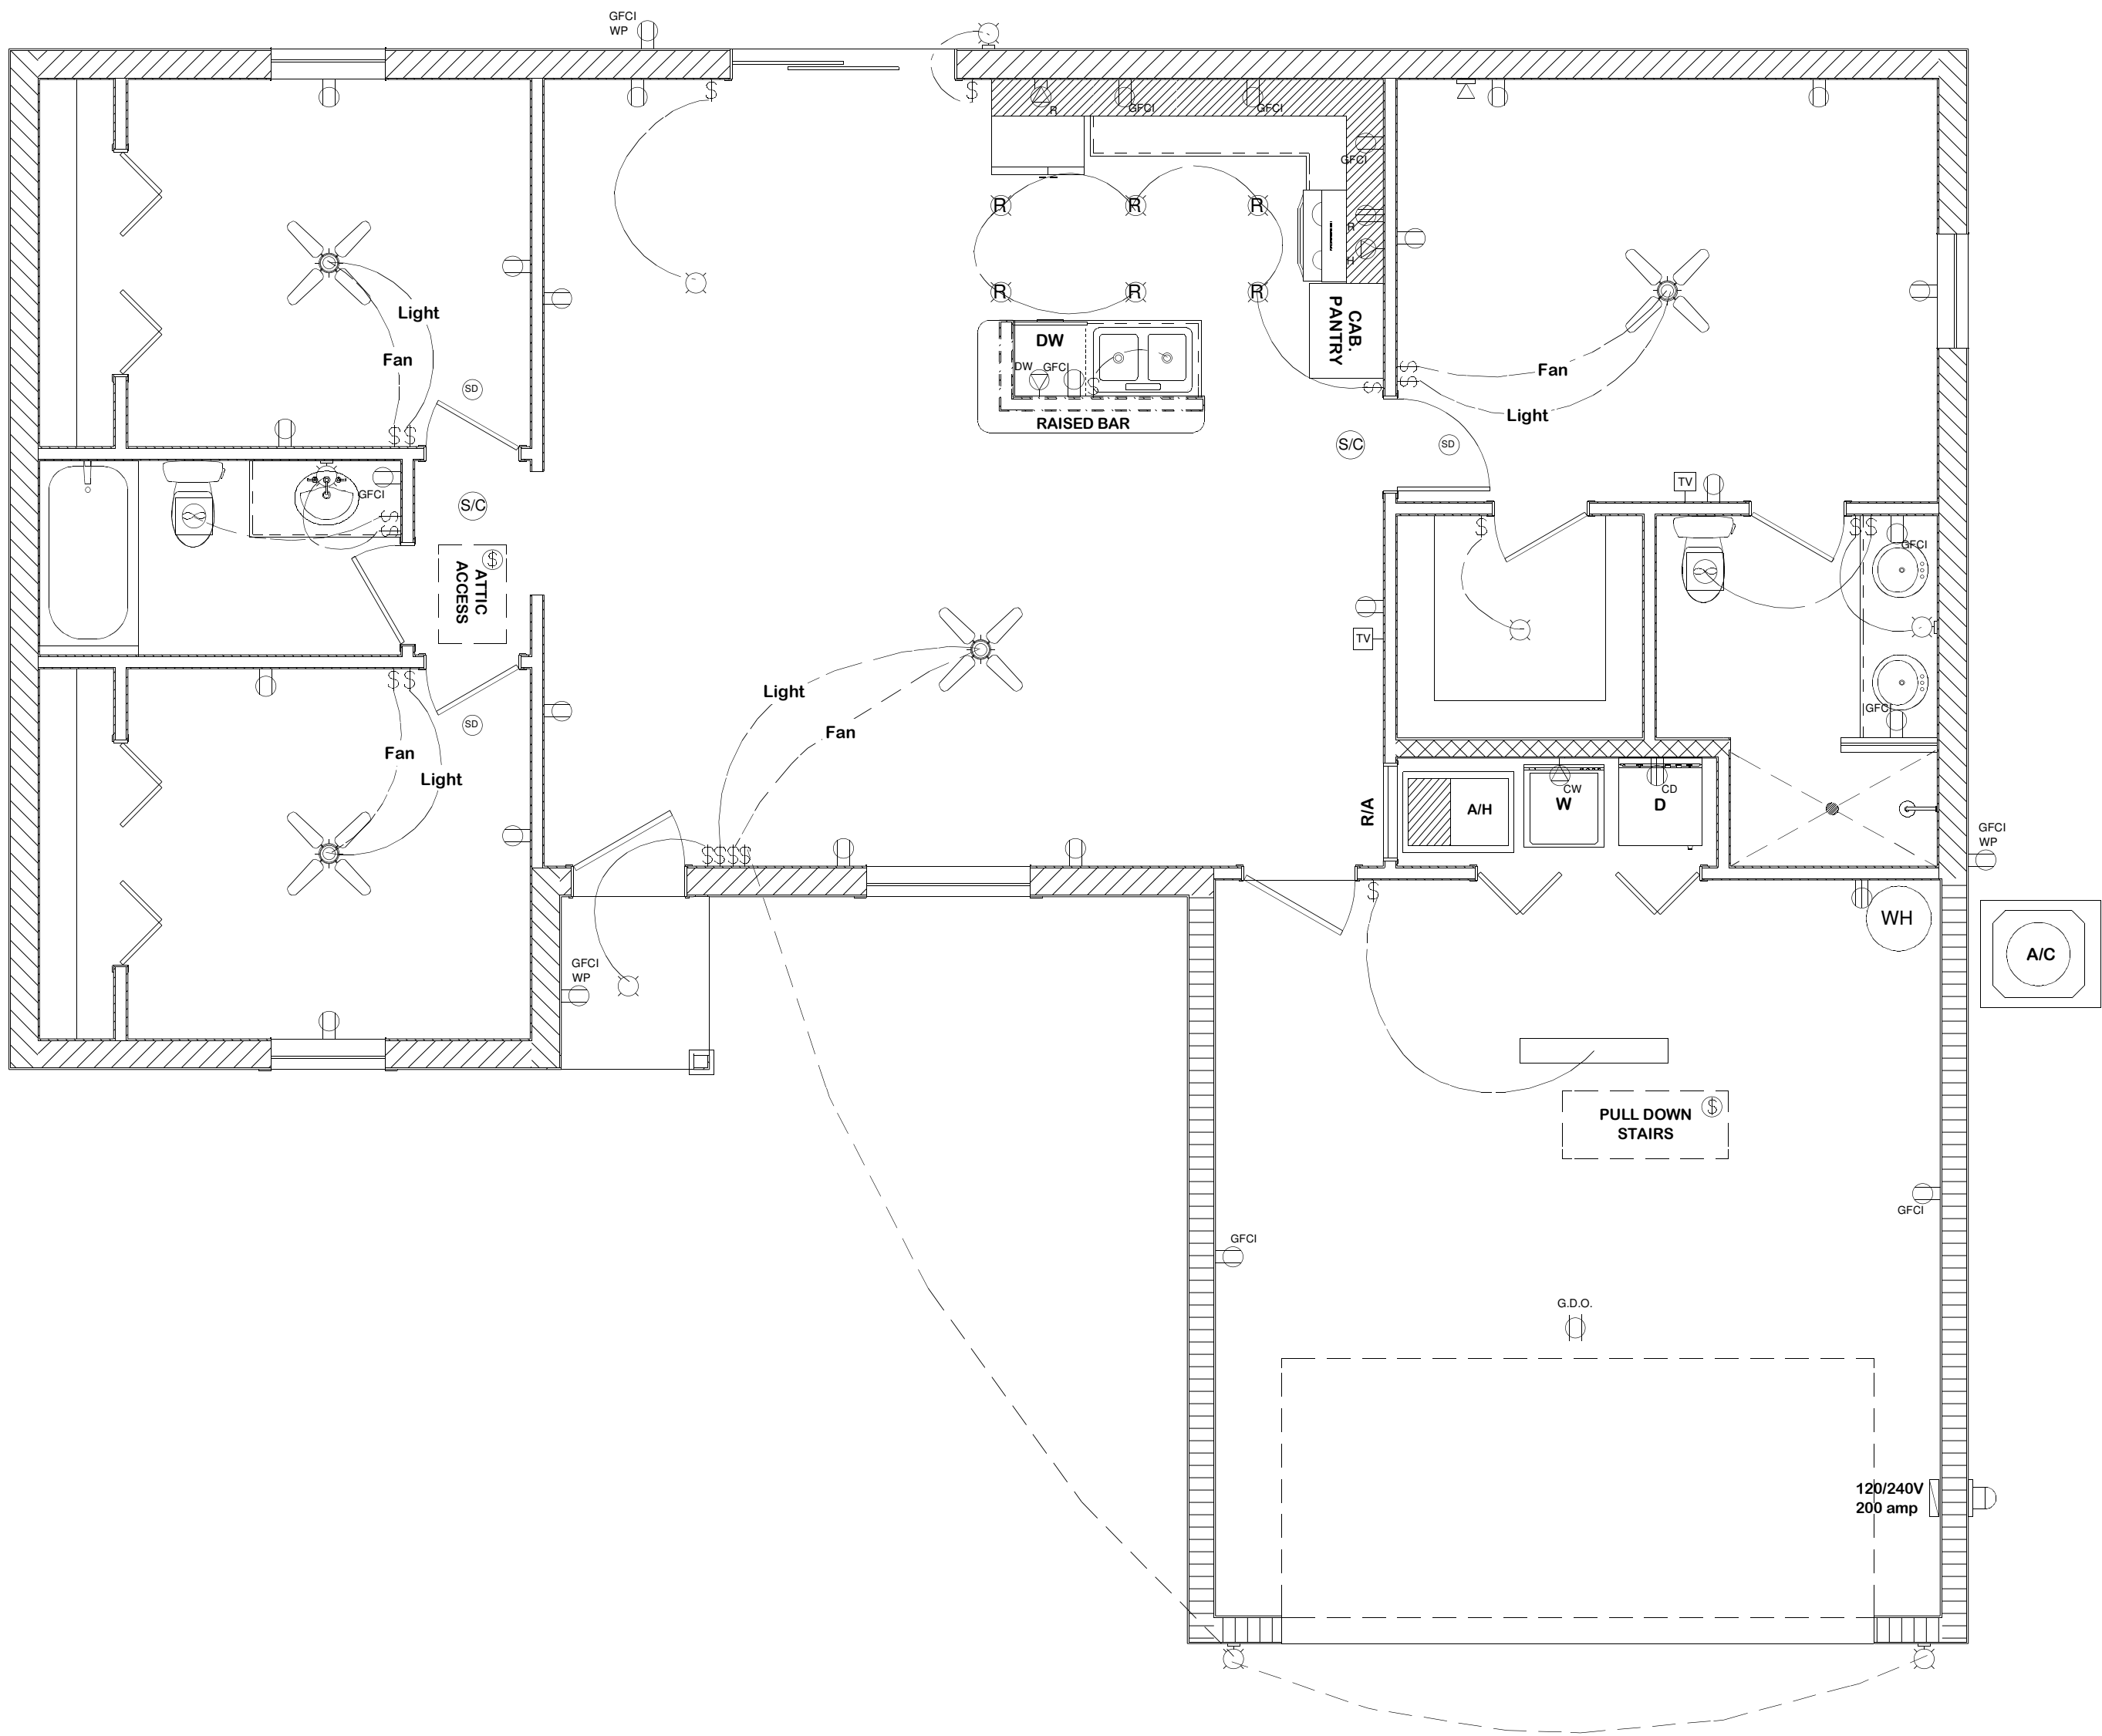 GFCI
WP
R
GFCI
GFCI
GFCI
R
R
R
R
H
R
R
R
Light
Fan
CAB.
PANTRY
DW
DW
GFCI
RAISED BAR
Fan
Light
SD
S/C
SD
TV
GFCI
S/C
GFCI
ATTIC
ACCESS
TV
Light
Fan
GFCI
SD
Fan
Light
R/A
A/H
CW
W
CD
D
GFCI
WP
WH
A/C
GFCI
WP
PULL DOWN
STAIRS
GFCI
GFCI
G.D.O.
120/240V
200 amp